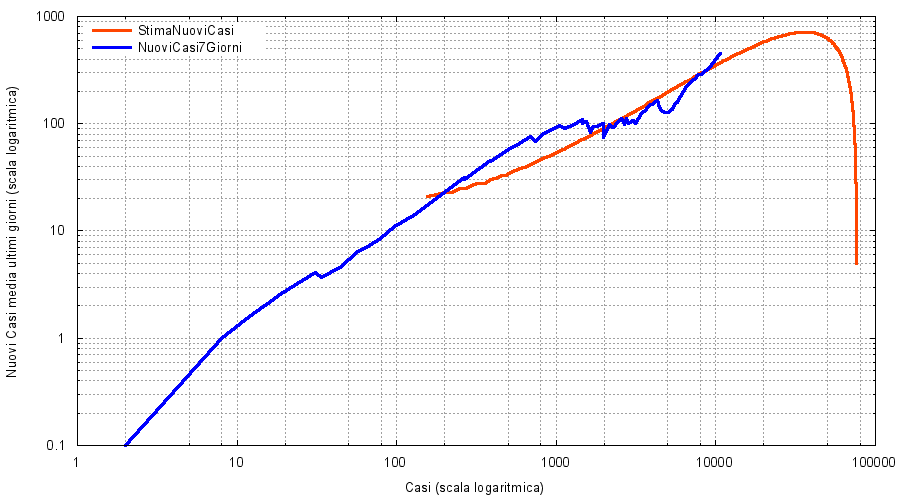 1000
StimaNuoviCasi
NuoviCasi7Giorni
100
10
1
0.1
Nuovi Casi media ultimi giorni (scala logaritmica)
1 10 100 1000 10000 100000
Casi (scala logaritmica)